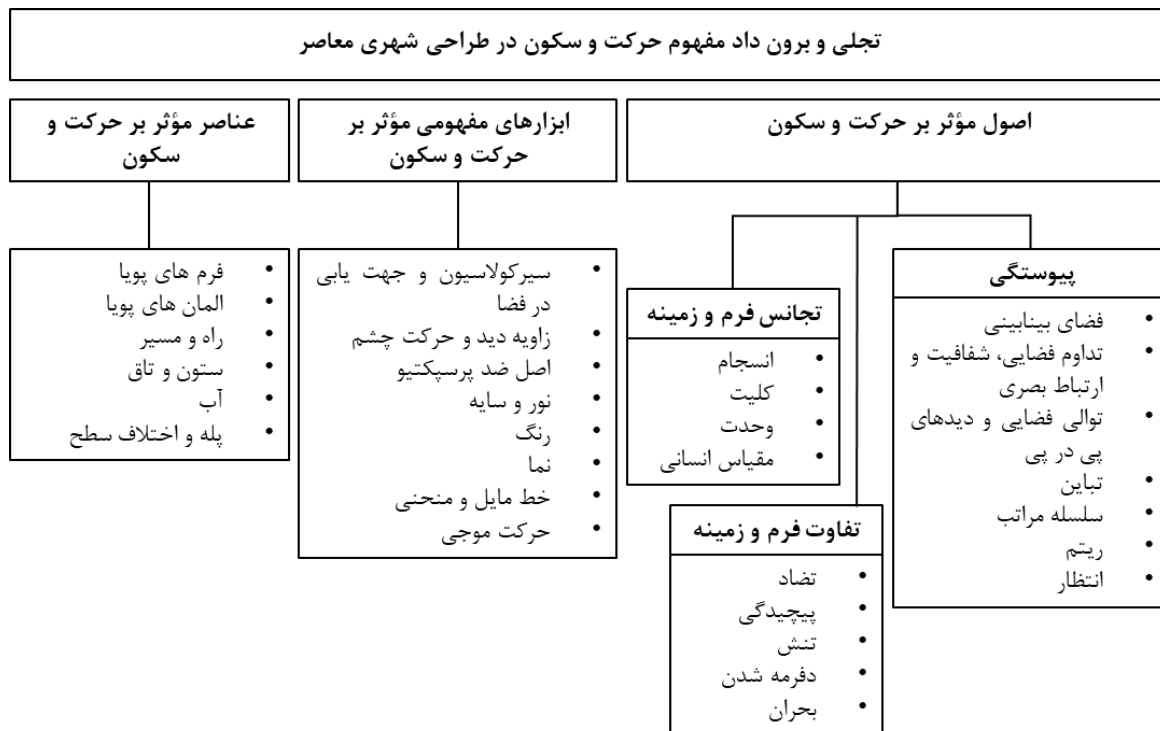 تجلی و برون داد مفهوم حرکت و سکون در طراحی شهری معاصر
اصول مؤثر بر حرکت و سکون
ابزارهای مفهومی مؤثر بر
حرکت و سکون
عناصر مؤثر بر حرکت و
سکون
پیوستگی
• فضای بینابینی
• تداوم فضایی، شفافیت و
ارتباط بصری
• توالی فضایی و دیدهای
پی در پی
• تباین
• سلسله مراتب
• ریتم
• انتظار
تجانس فرم و زمینه
• انسجام
• کلیت
• وحدت
• مقیاس انسانی
تفاوت فرم و زمینه
• تضاد
• پیچیدگی
• تنش
• دفرمه شدن
• بحران
• سیرکولاسیون و جهت یابی
در فضا
• زاویه دید و حرکت چشم
• اصل ضد پرسپکتیو
• نور و سایه
• رنگ
• نما
• خط مایل و منحنی
• حرکت موجی
• فرم های پویا
• المان های پویا
• راه و مسیر
• ستون و تاق
• آب
• پله و اختلاف سطح